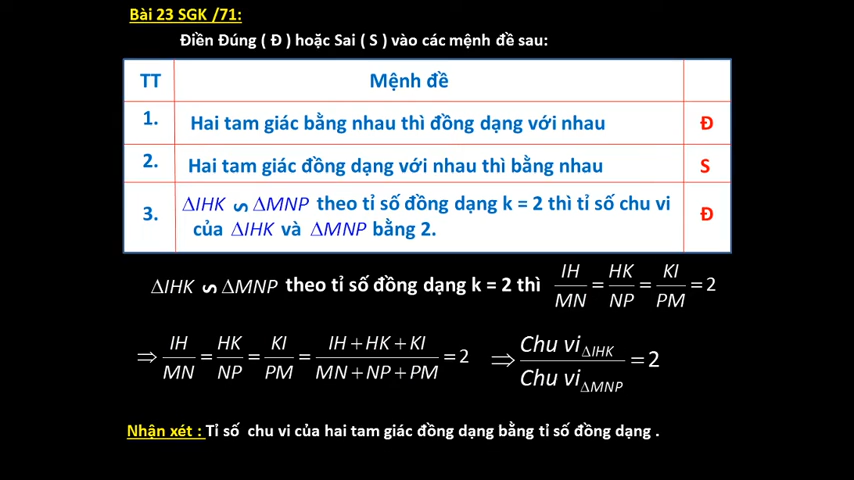 Bài 23 SGK /71:
Điền Đúng ( Đ ) hoặc Sai ( S ) vào các mệnh đề sau:
TT Mệnh đề
1. Hai tam giác bằng nhau thì đồng dạng với nhau Đ
2. Hai tam giác đồng dạng với nhau thì bằng nhau S
3. ΔIHK ∽ ΔMNP theo tỉ số đồng dạng k = 2 thì tỉ số chu vi Đ
của ΔIHK và ΔMNP bằng 2.
ΔIHK ∽ ΔMNP theo tỉ số đồng dạng k = 2 thì IH/MN = HK/NP = KI/PM = 2
⇒ IH/MN = HK/NP = KI/PM = (IH + HK + KI)/(MN + NP + PM) = 2 ⇒ Chu vi ΔIHK/Chu vi ΔMNP = 2
Nhận xét : Tỉ số chu vi của hai tam giác đồng dạng bằng tỉ số đồng dạng .